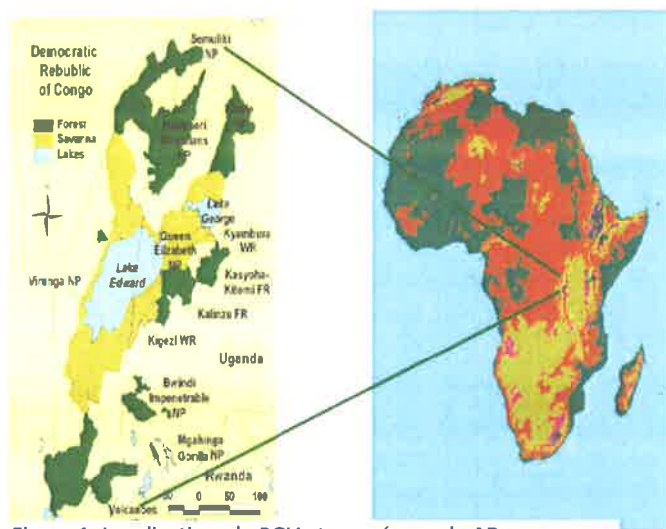 Semuliki
NP
Democratic
Rebublic
of Congo
Forest
Savanna
Lakes
NP
Lake
George
Kyambura
WR
Queen
Elizabeth
NP
Lake
Edward
Virunga NP
Kasyoha-
Kitomi FR
Kalinzu FR
Kigezi WR
Uganda
Bwindi
Impenetrable
NP
Mgahinga
Gorilla NP
Rwanda
Volcanoes
50 0 50 100